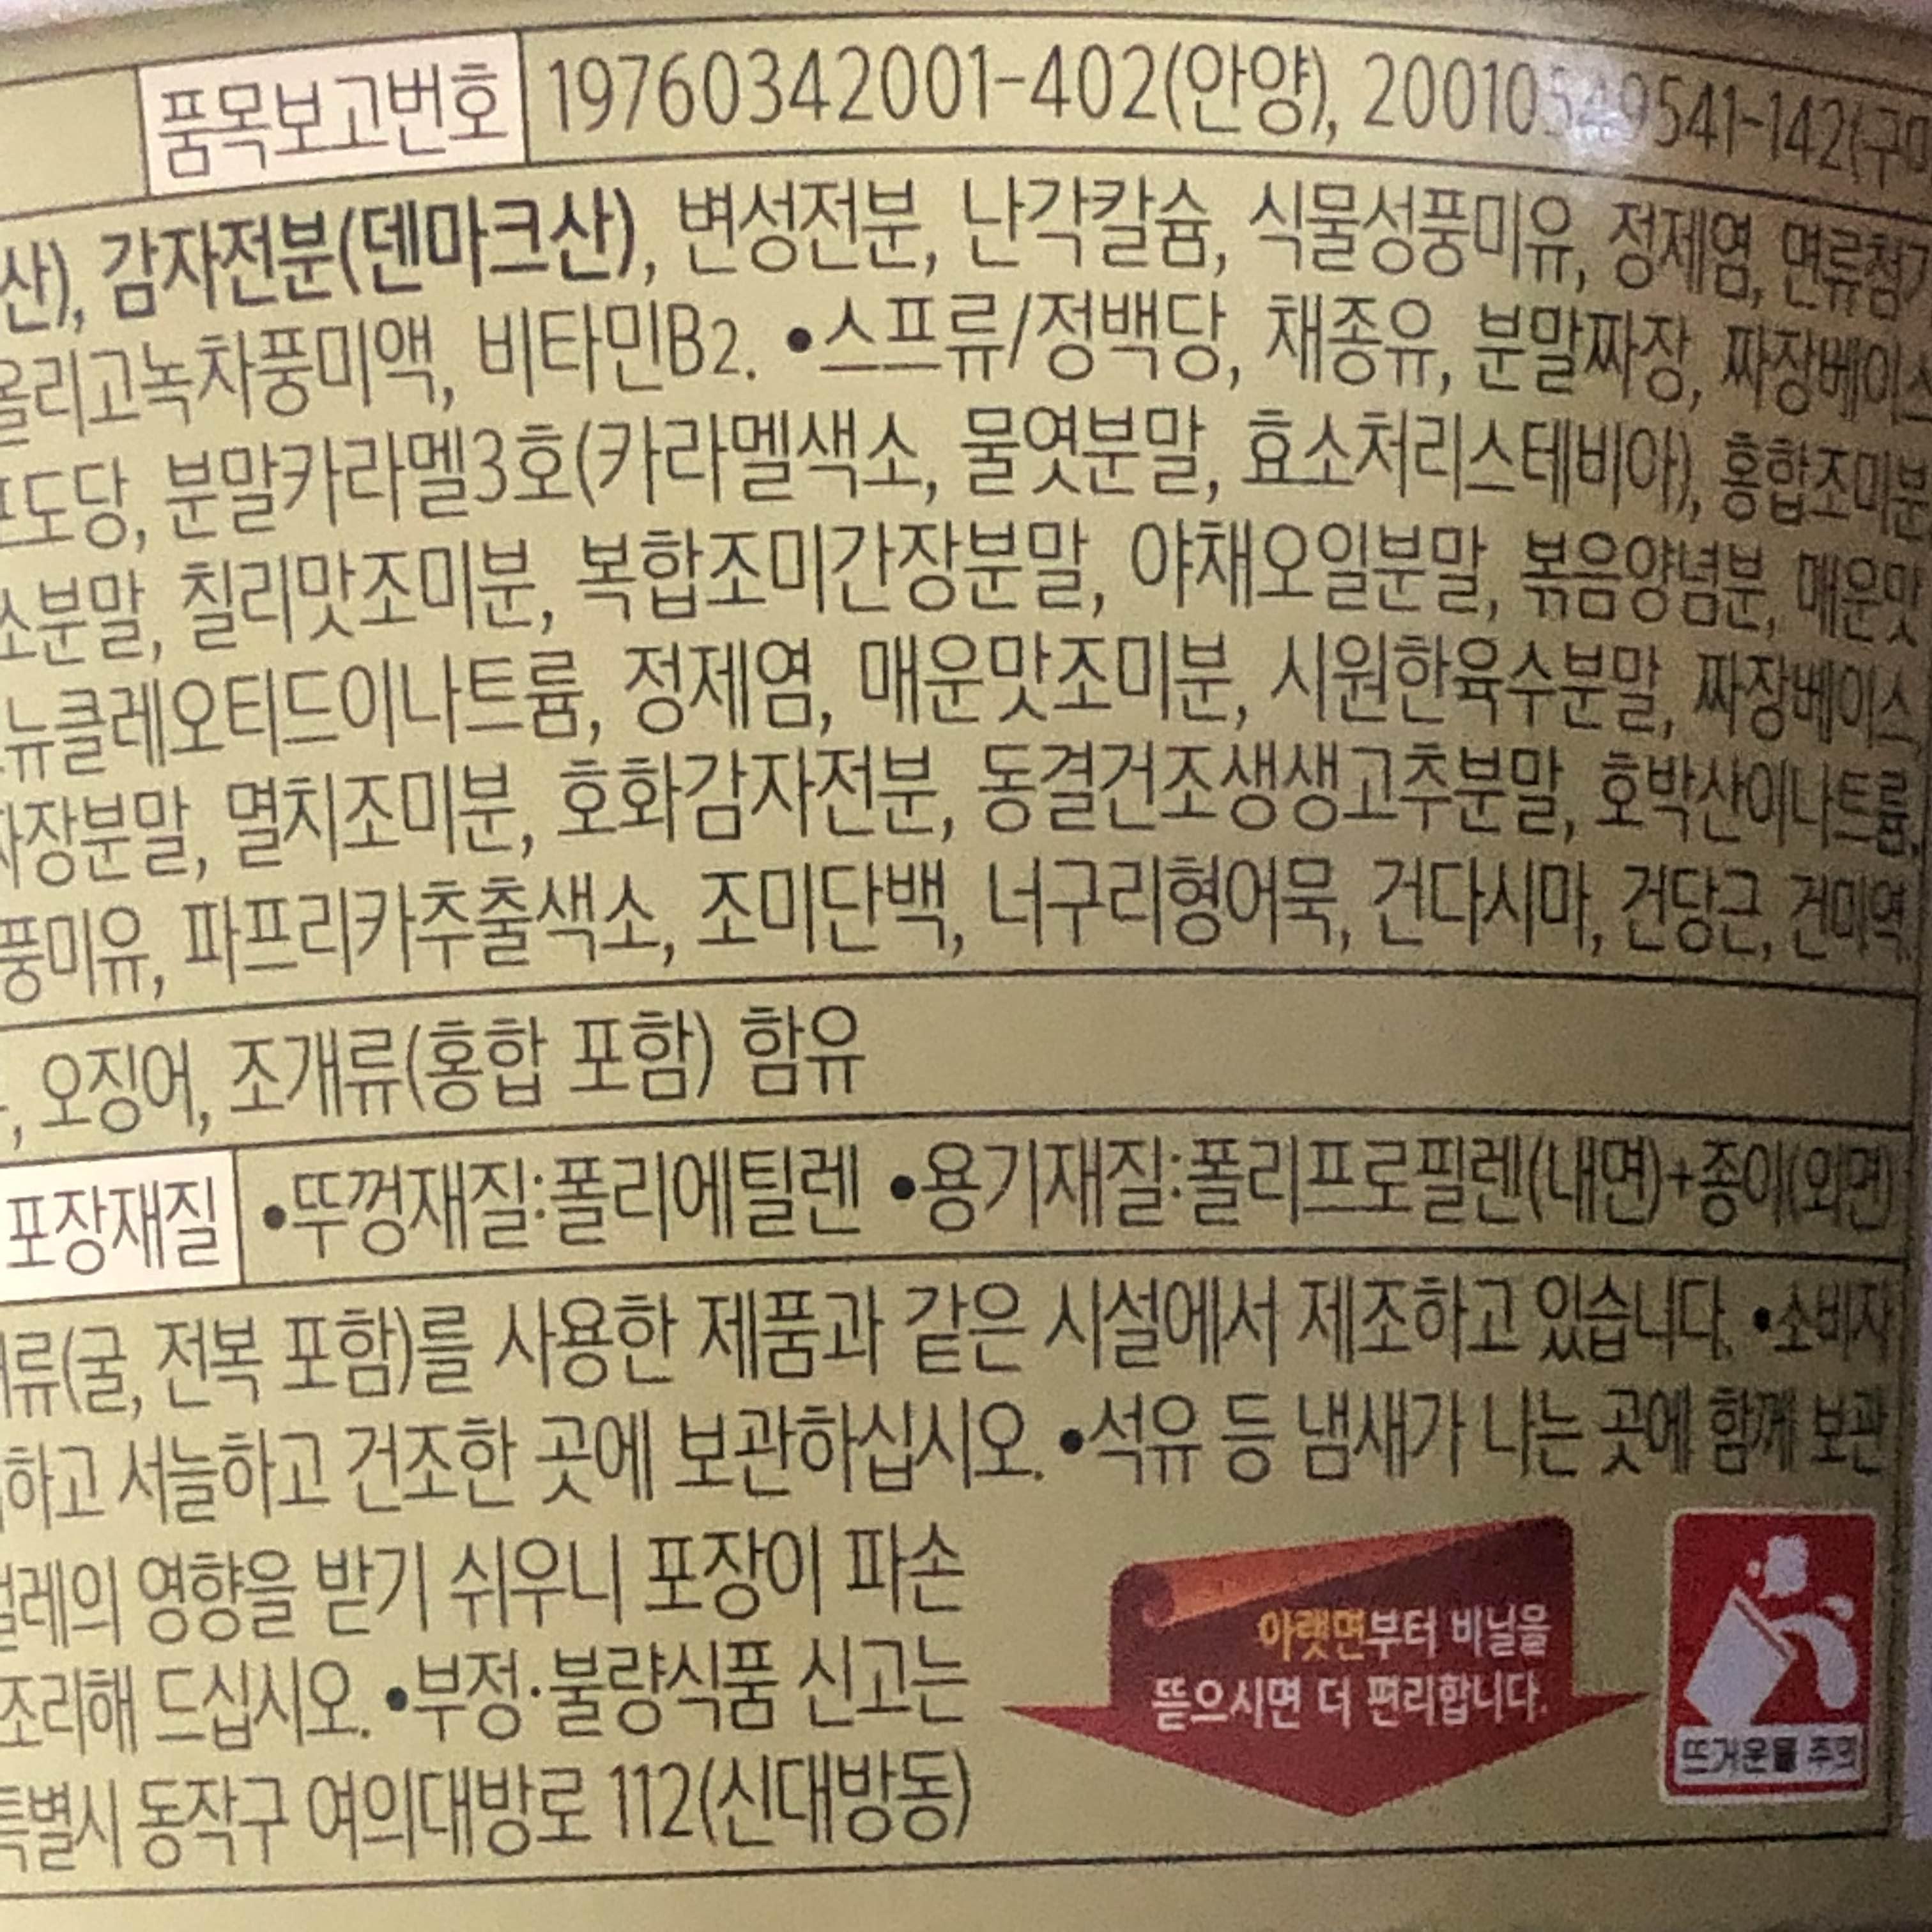 품목보고번호 19760342001-402(안양), 20010549541-142(구미
산), 감자전분(덴마크산), 변성전분, 난각칼슘, 식물성풍미유, 정제염, 면류첨가
올리고녹차풍미액, 비타민B2. •스프류/정백당, 채종유, 분말짜장, 짜장베이스
포도당, 분말카라멜3호(카라멜색소, 물엿분말, 효소처리스테비아), 홍합조미분
소분말, 칠리맛조미분, 복합조미간장분말, 야채오일분말, 볶음양념분, 매운맛
뉴클레오티드이나트륨, 정제염, 매운맛조미분, 시원한육수분말, 짜장베이스,
장분말, 멸치조미분, 호화감자전분, 동결건조생생고추분말, 호박산이나트륨,
풍미유, 파프리카추출색소, 조미단백, 너구리형어묵, 건다시마, 건당근, 건미역,
, 오징어, 조개류(홍합 포함) 함유
포장재질 •뚜껑재질:폴리에틸렌 •용기재질:폴리프로필렌(내면)+종이(외면)
류(굴, 전복 포함)를 사용한 제품과 같은 시설에서 제조하고 있습니다. •소비자
하고 서늘하고 건조한 곳에 보관하십시오. •석유 등 냄새가 나는 곳에 함께 보관
벌레의 영향을 받기 쉬우니 포장이 파손
조리해 드십시오. •부정·불량식품 신고는
특별시 동작구 여의대방로 112(신대방동)
아랫면부터 비닐을
뜯으시면 더 편리합니다.
뜨거운물 주의